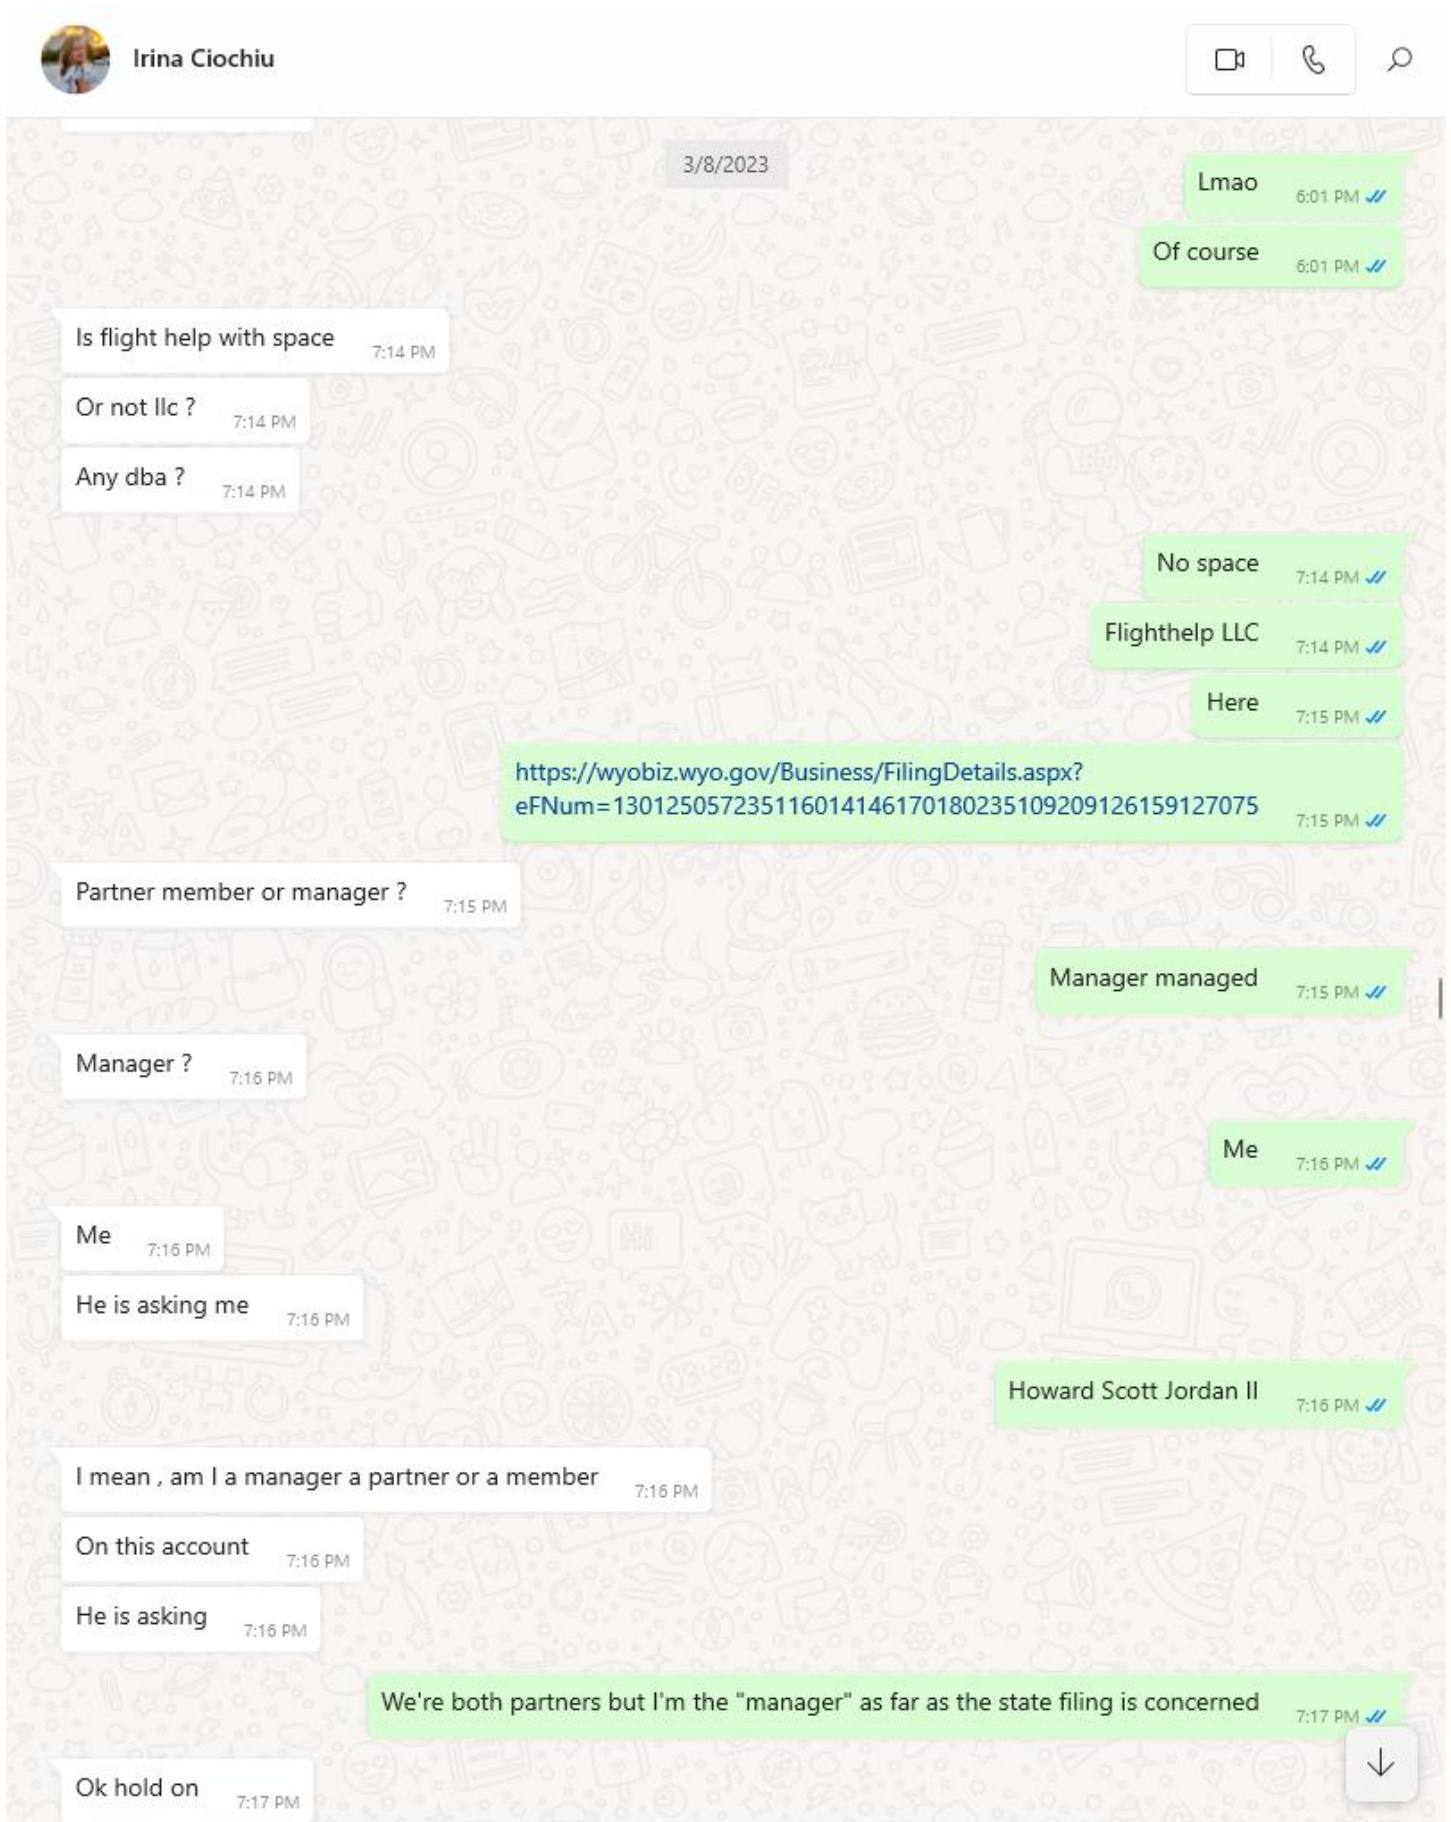 Irina Ciochiu
3/8/2023
Lmao
6:01 PM
Of course
6:01 PM
Is flight help with space
7:14 PM
Or not llc ?
7:14 PM
Any dba ?
7:14 PM
No space
7:14 PM
Flighthelp LLC
7:14 PM
Here
7:15 PM
https://wyobiz.wyo.gov/Business/FilingDetails.aspx?
eFNum=130125057235116014146170180235109209126159127075
7:15 PM
Partner member or manager ?
7:15 PM
Manager managed
7:15 PM
Manager ?
7:16 PM
Me
7:16 PM
Me
7:16 PM
He is asking me
7:16 PM
Howard Scott Jordan II
7:16 PM
I mean , am I a manager a partner or a member
7:16 PM
On this account
7:16 PM
He is asking
7:16 PM
We're both partners but I'm the "manager" as far as the state filing is concerned
7:17 PM
Ok hold on
7:17 PM